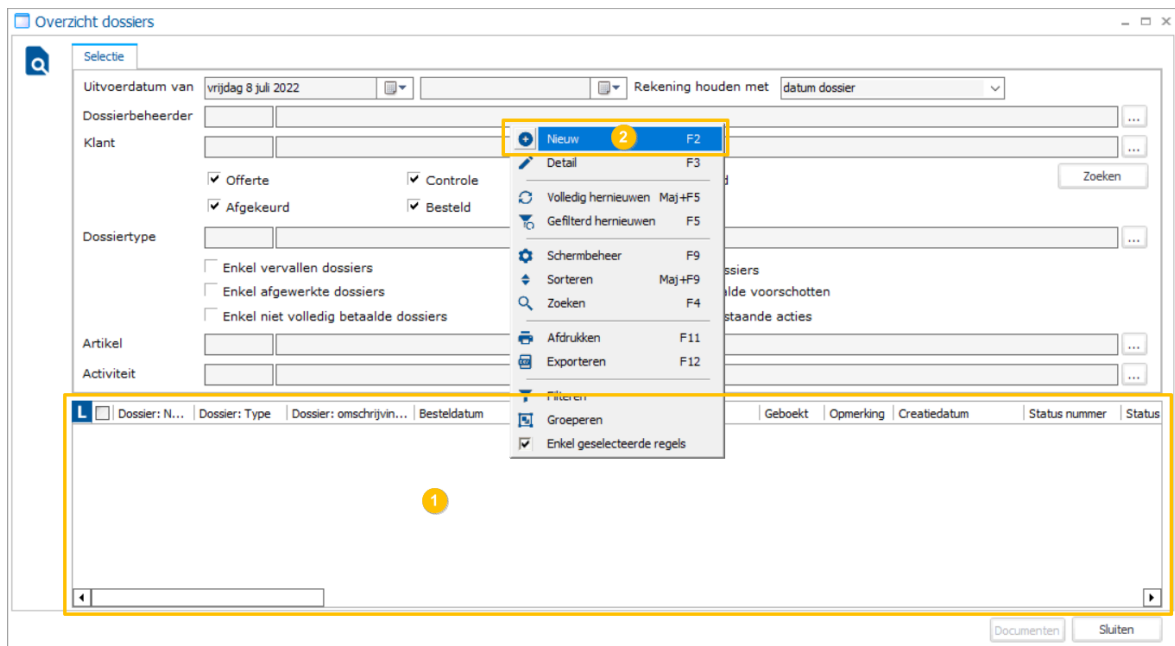 Overzicht dossiers
Selectie
Uitvoerdatum van vrijdag 8 juli 2022 Rekening houden met datum dossier
Dossierbeheerder ...
Klant ...
Offerte Controle d Zoeken
Afgekeurd Besteld
Dossiertype ...
Enkel vervallen dossiers ssiers
Enkel afgewerkte dossiers lde voorschotten
Enkel niet volledig betaalde dossiers staande acties
Artikel ...
Activiteit ...
Nieuw 2 F2
Detail F3
Volledig hernieuwen Maj+F5
Gefilterd hernieuwen F5
Schermbeheer F9
Sorteren Maj+F9
Zoeken F4
Afdrukken F11
Exporteren F12
Filteren
Groeperen
Enkel geselecteerde regels
L Dossier: N... Dossier: Type Dossier: omschrijvin... Besteldatum Geboekt Opmerking Creatiedatum Status nummer Status
1
Documenten Sluiten